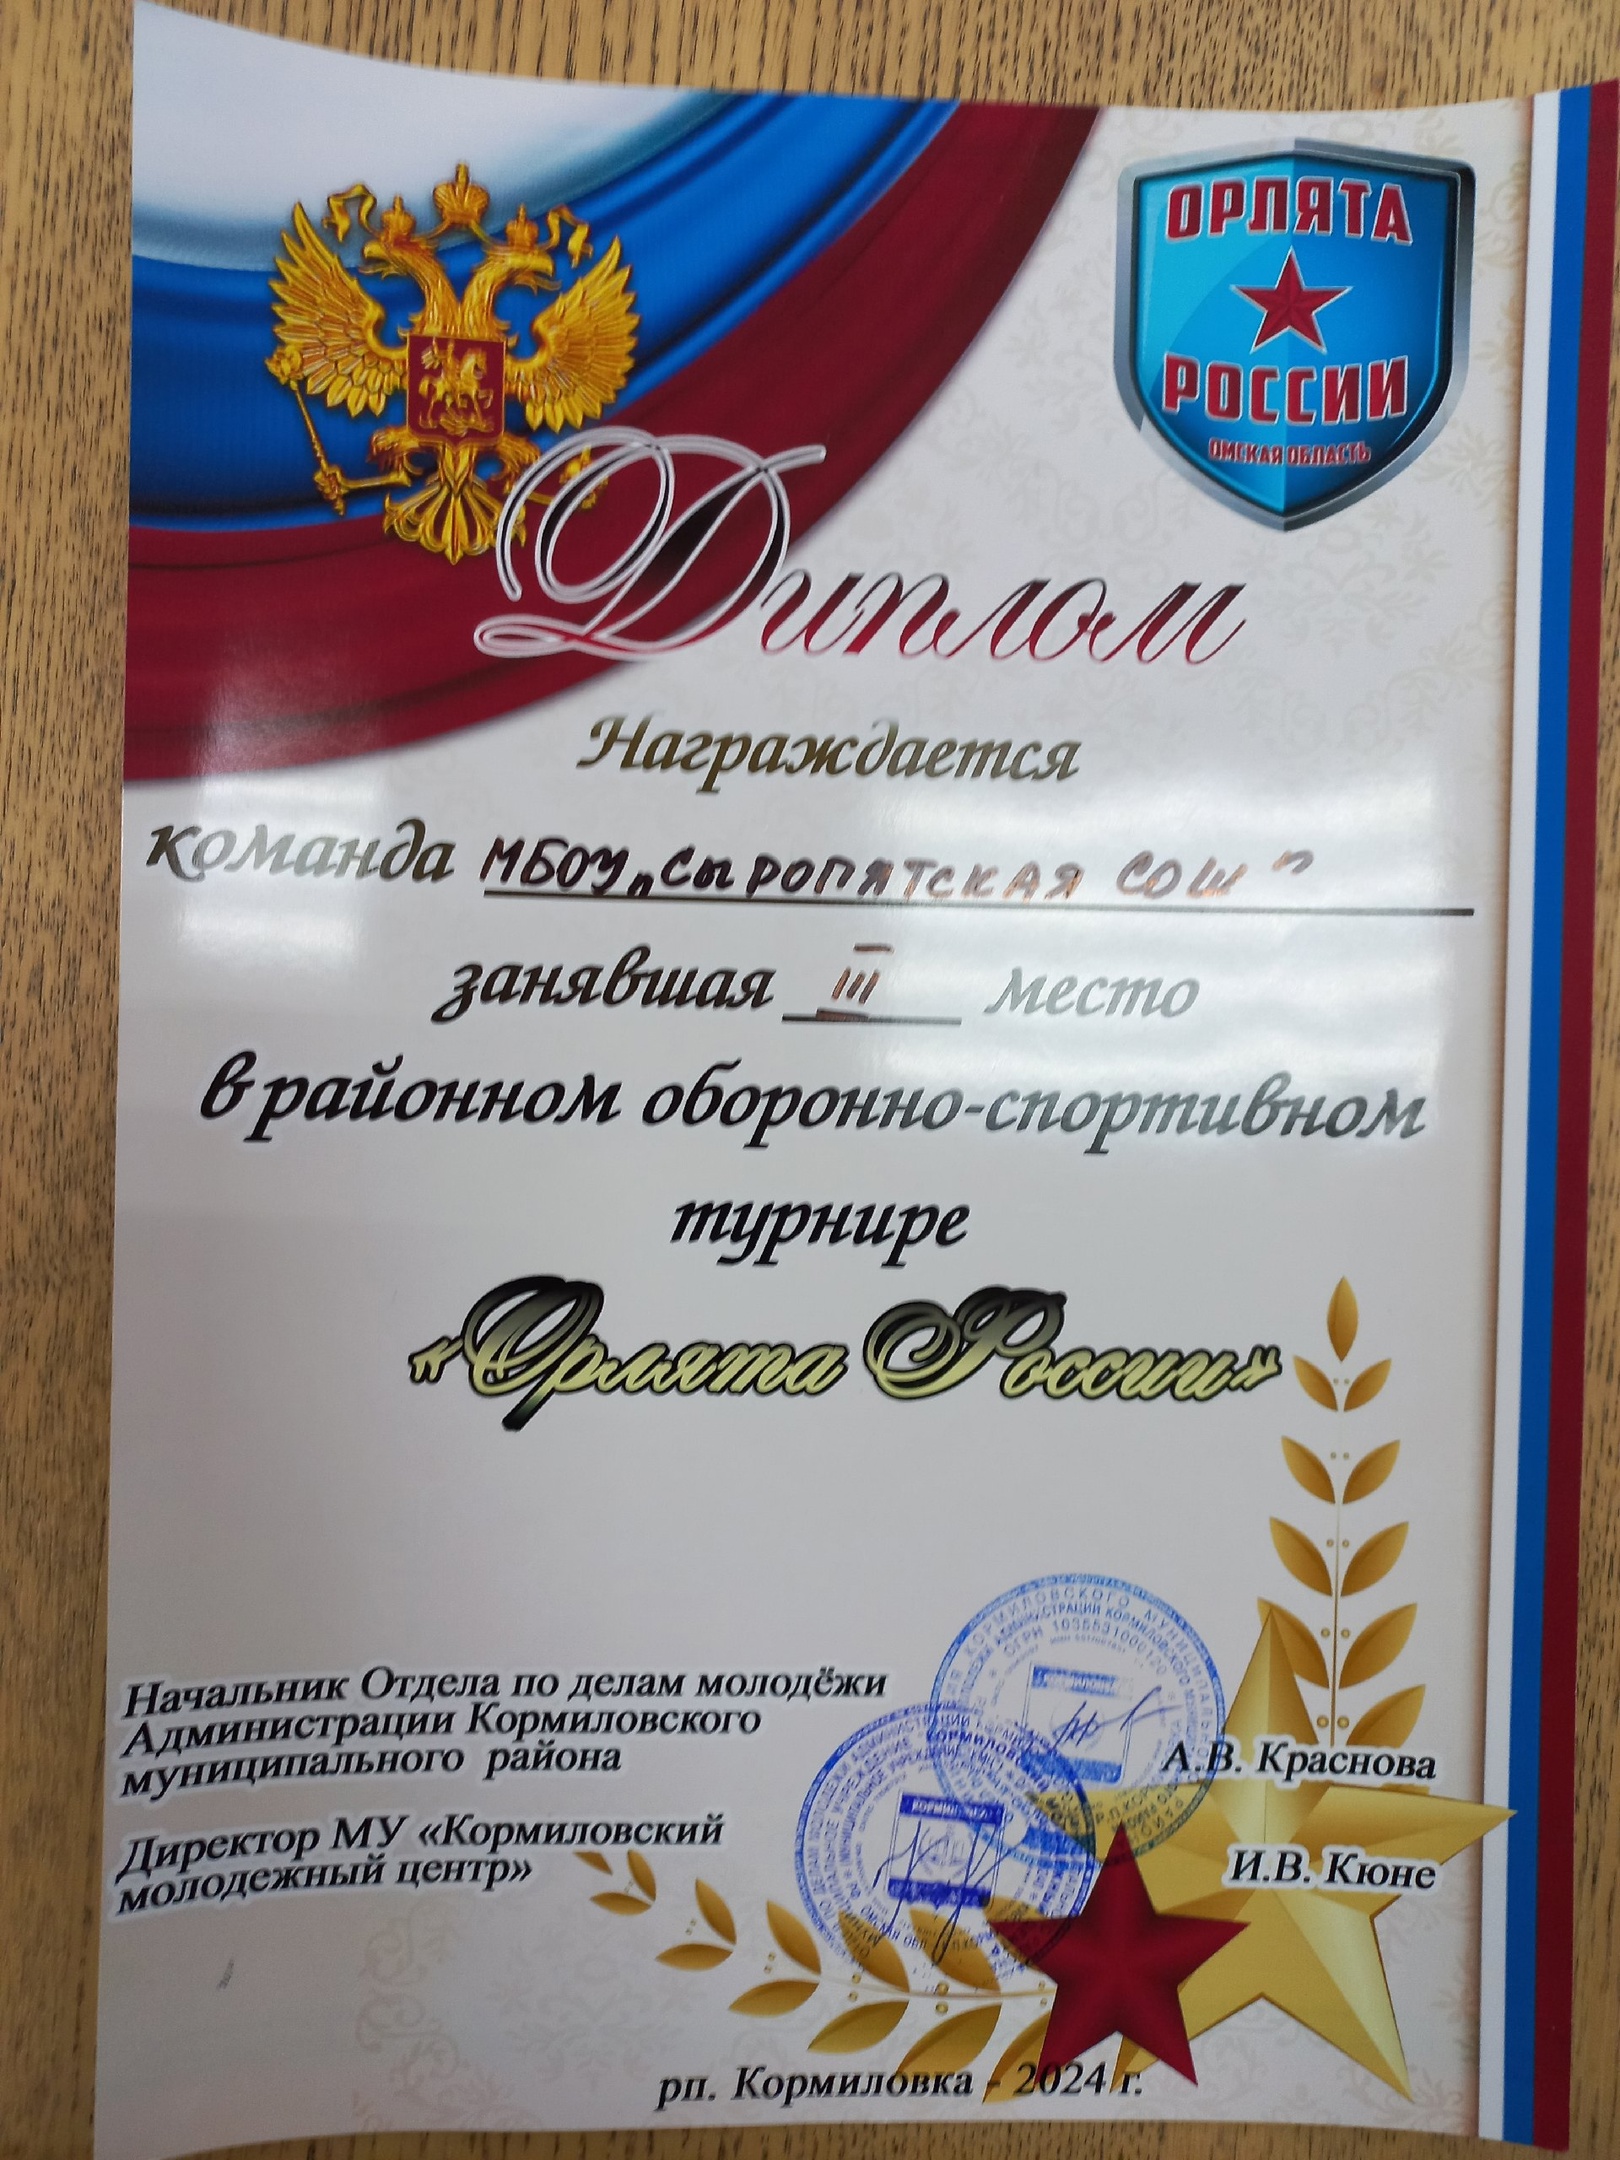 ОРЛЯТА
РОССИИ
ОМСКАЯ ОБЛАСТЬ
Диплом
Награждается
команда МБОУ „Сыропятская СОШ"
занявшая III место
в районном оборонно-спортивном
турнире
«Орлята России»
Начальник Отдела по делам молодёжи
Администрации Кормиловского
муниципального района
А.В. Краснова
Директор МУ «Кормиловский
молодежный центр»
И.В. Кюне
рп. Кормиловка - 2024 г.